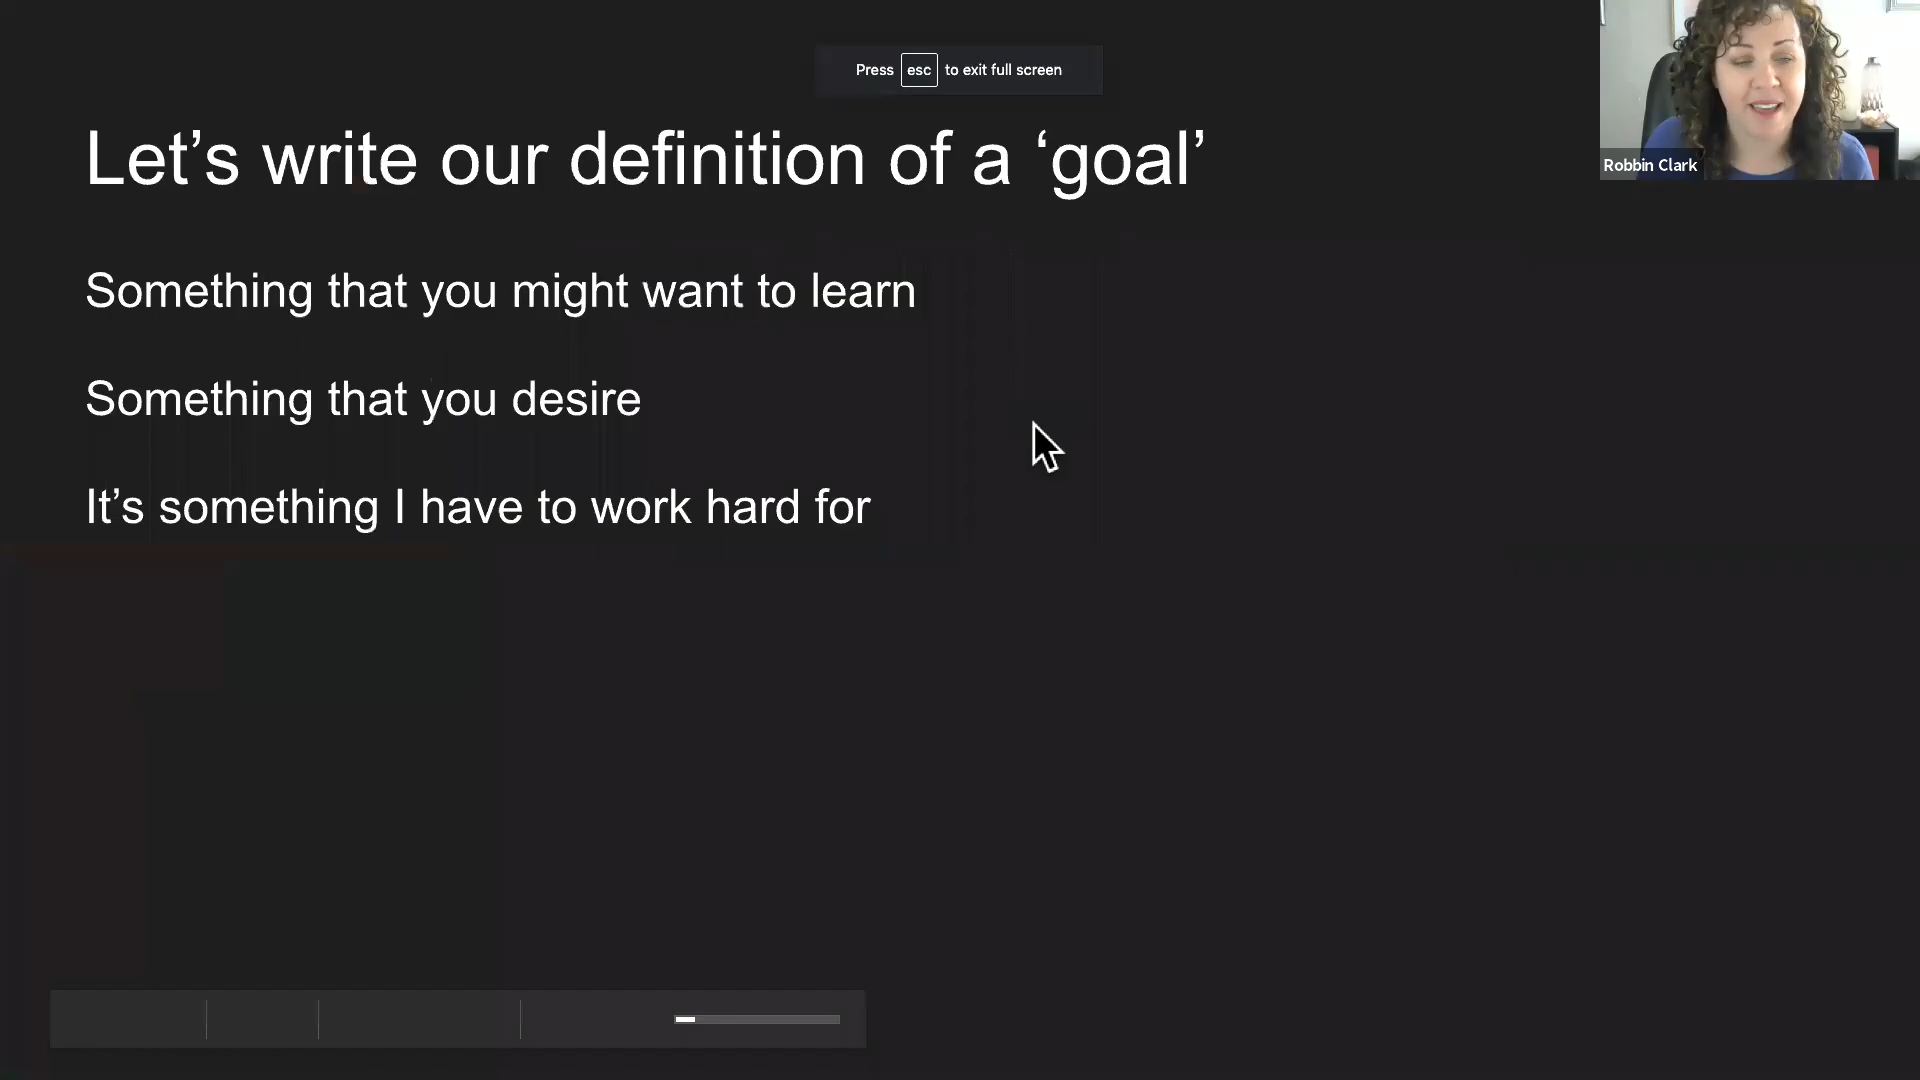 Press esc to exit full screen
Let’s write our definition of a ‘goal’
Robbin Clark
Something that you might want to learn
Something that you desire
It’s something I have to work hard for